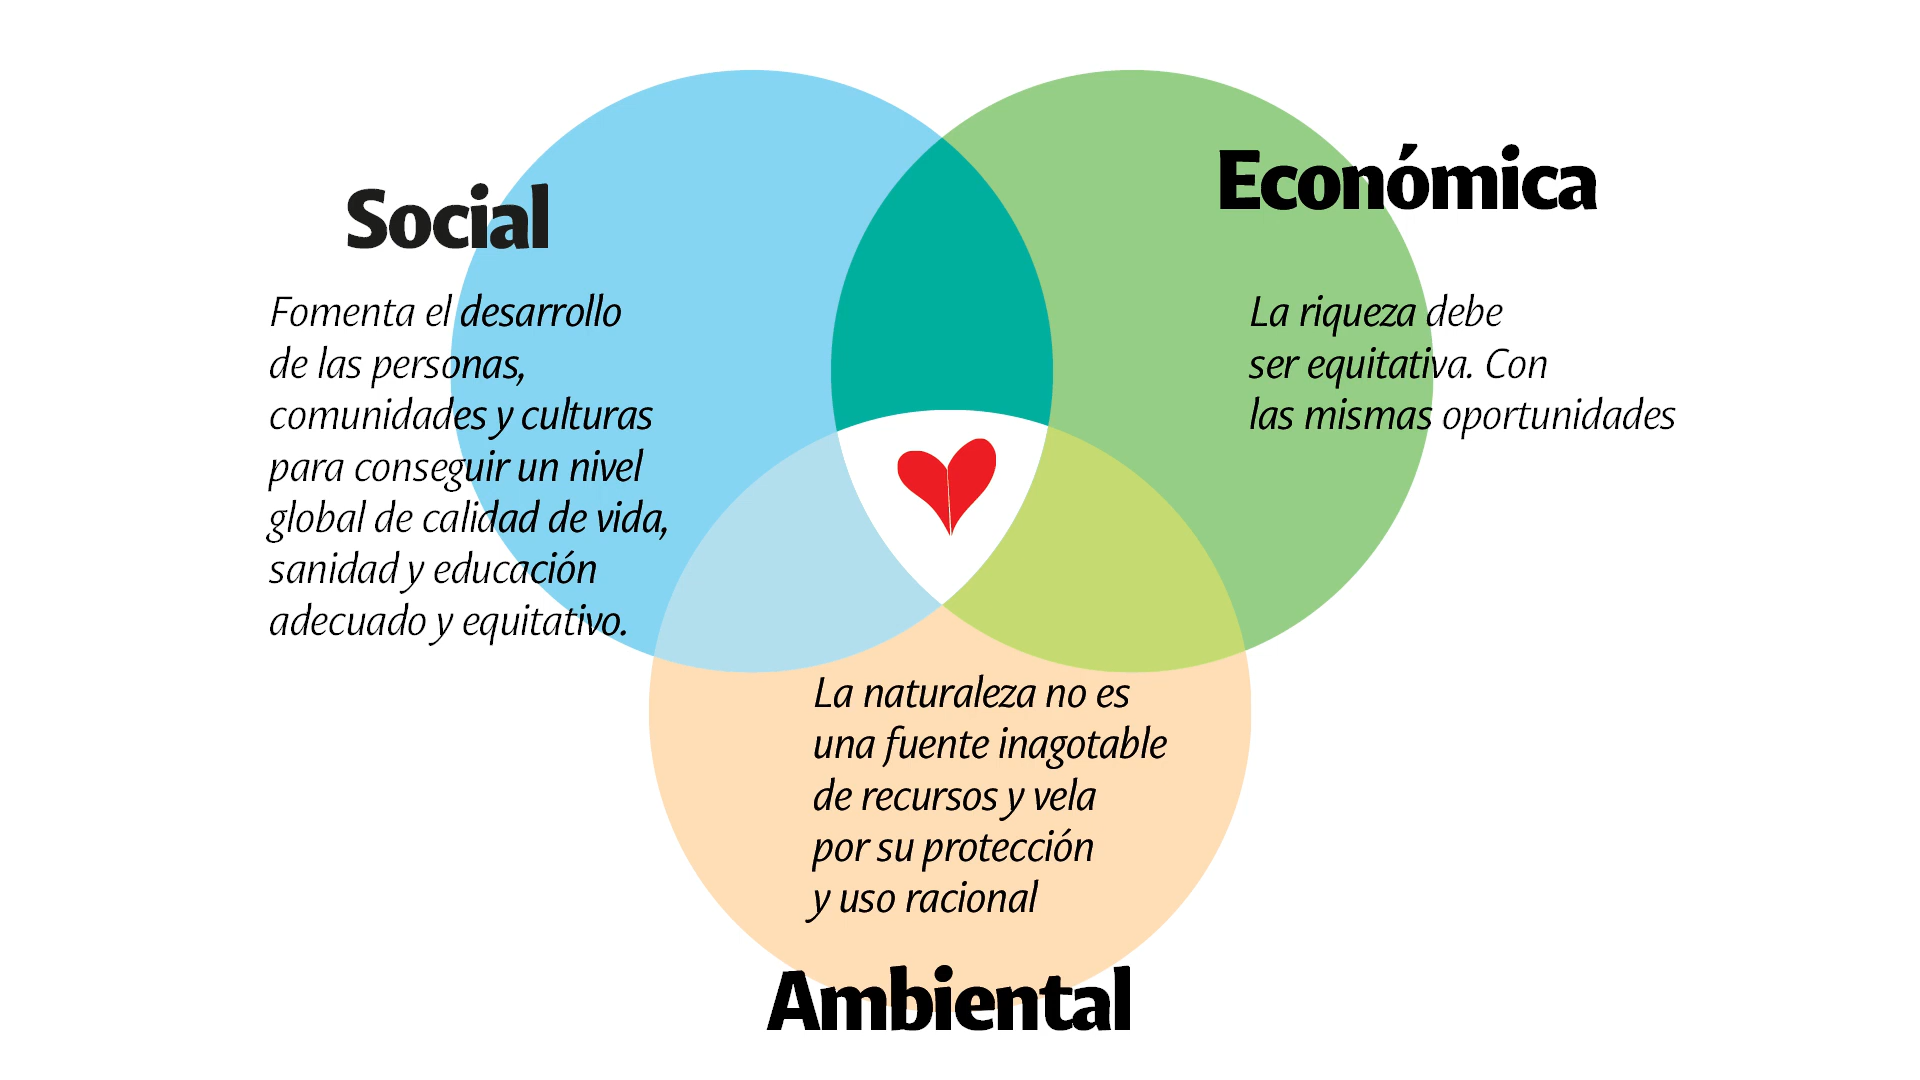 Social
Fomenta el desarrollo
de las personas,
comunidades y culturas
para conseguir un nivel
global de calidad de vida,
sanidad y educación
adecuado y equitativo.
Económica
La riqueza debe
ser equitativa. Con
las mismas oportunidades
La naturaleza no es
una fuente inagotable
de recursos y vela
por su protección
y uso racional
Ambiental